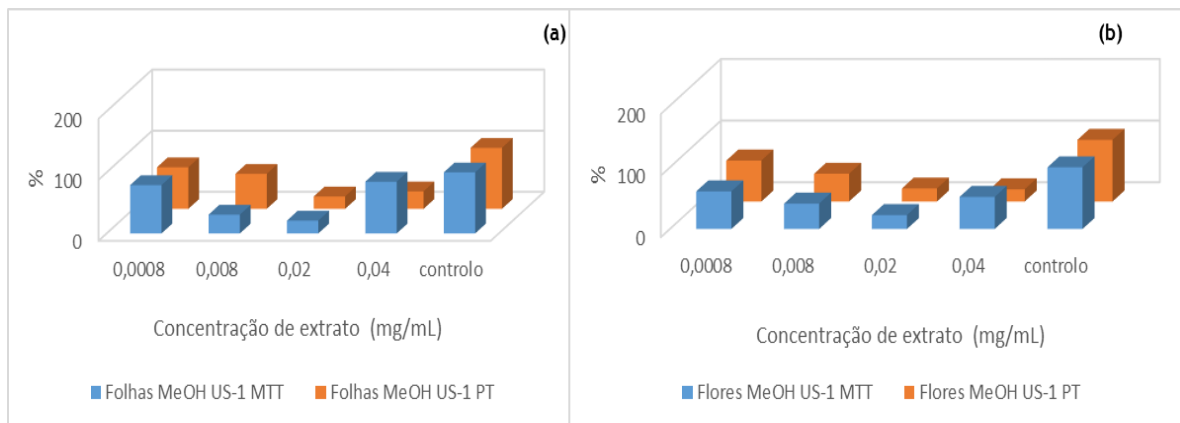 (a)
200
100
0
%
0,0008 0,008 0,02 0,04 controlo
Concentração de extrato (mg/mL)
Folhas MeOH US-1 MTT Folhas MeOH US-1 PT
(b)
200
100
0
%
0,0008 0,008 0,02 0,04 controlo
Concentração de extrato (mg/mL)
Flores MeOH US-1 MTT Flores MeOH US-1 PT